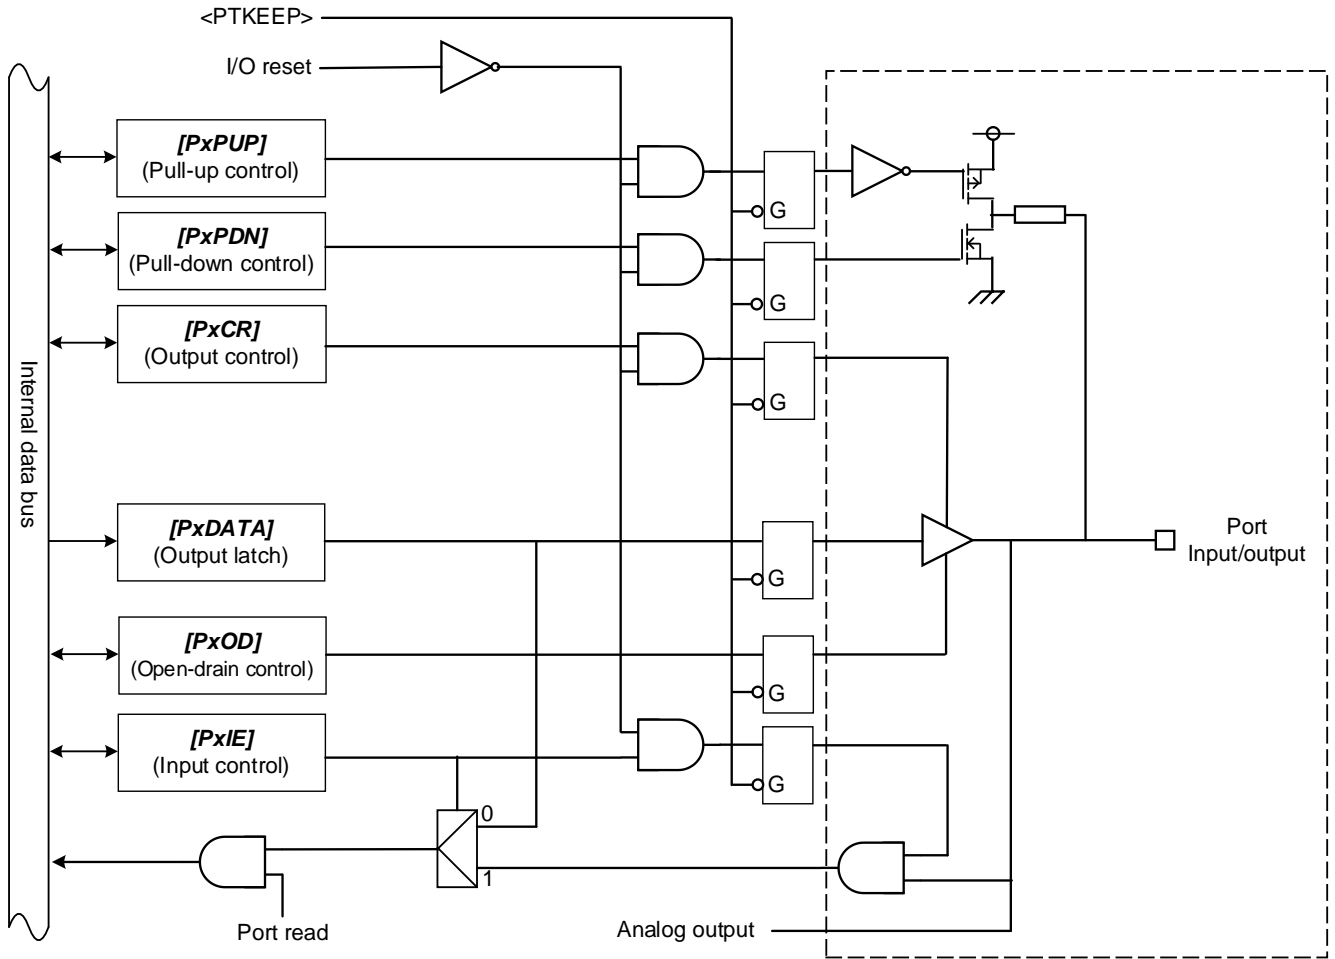 <PTKEEP>
I/O reset
[PxPUP]
(Pull-up control)
G
[PxPDN]
(Pull-down control)
G
[PxCR]
(Output control)
G
Internal data bus
[PxDATA]
(Output latch)
G
Port
Input/output
[PxOD]
(Open-drain control)
G
[PxIE]
(Input control)
G
0
1
Port read
Analog output